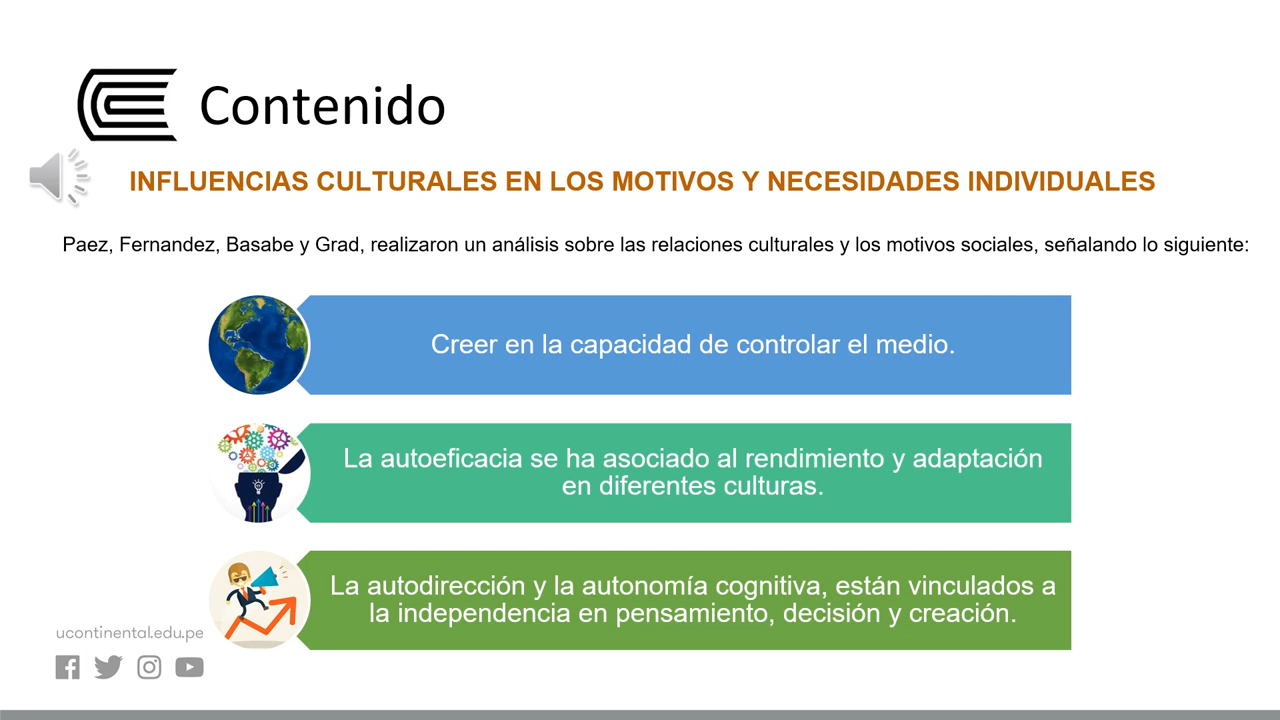 Contenido
INFLUENCIAS CULTURALES EN LOS MOTIVOS Y NECESIDADES INDIVIDUALES
Paez, Fernandez, Basabe y Grad, realizaron un análisis sobre las relaciones culturales y los motivos sociales, señalando lo siguiente:
Creer en la capacidad de controlar el medio.
La autoeficacia se ha asociado al rendimiento y adaptación
en diferentes culturas.
La autodirección y la autonomía cognitiva, están vinculados a
la independencia en pensamiento, decisión y creación.
ucontinental.edu.pe